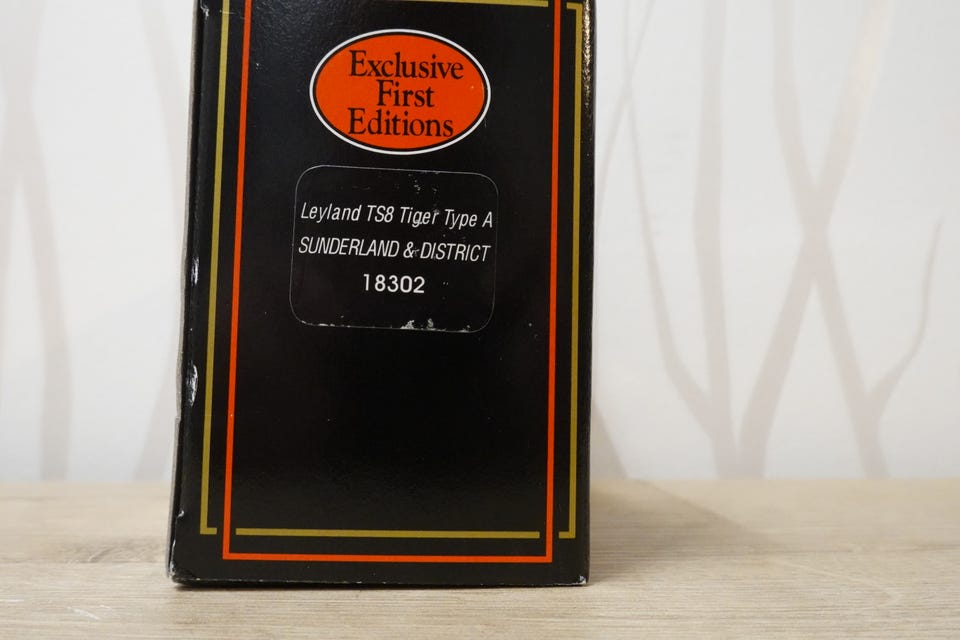 Exclusive
First
Editions
Leyland TS8 Tiger Type A
SUNDERLAND & DISTRICT
18302